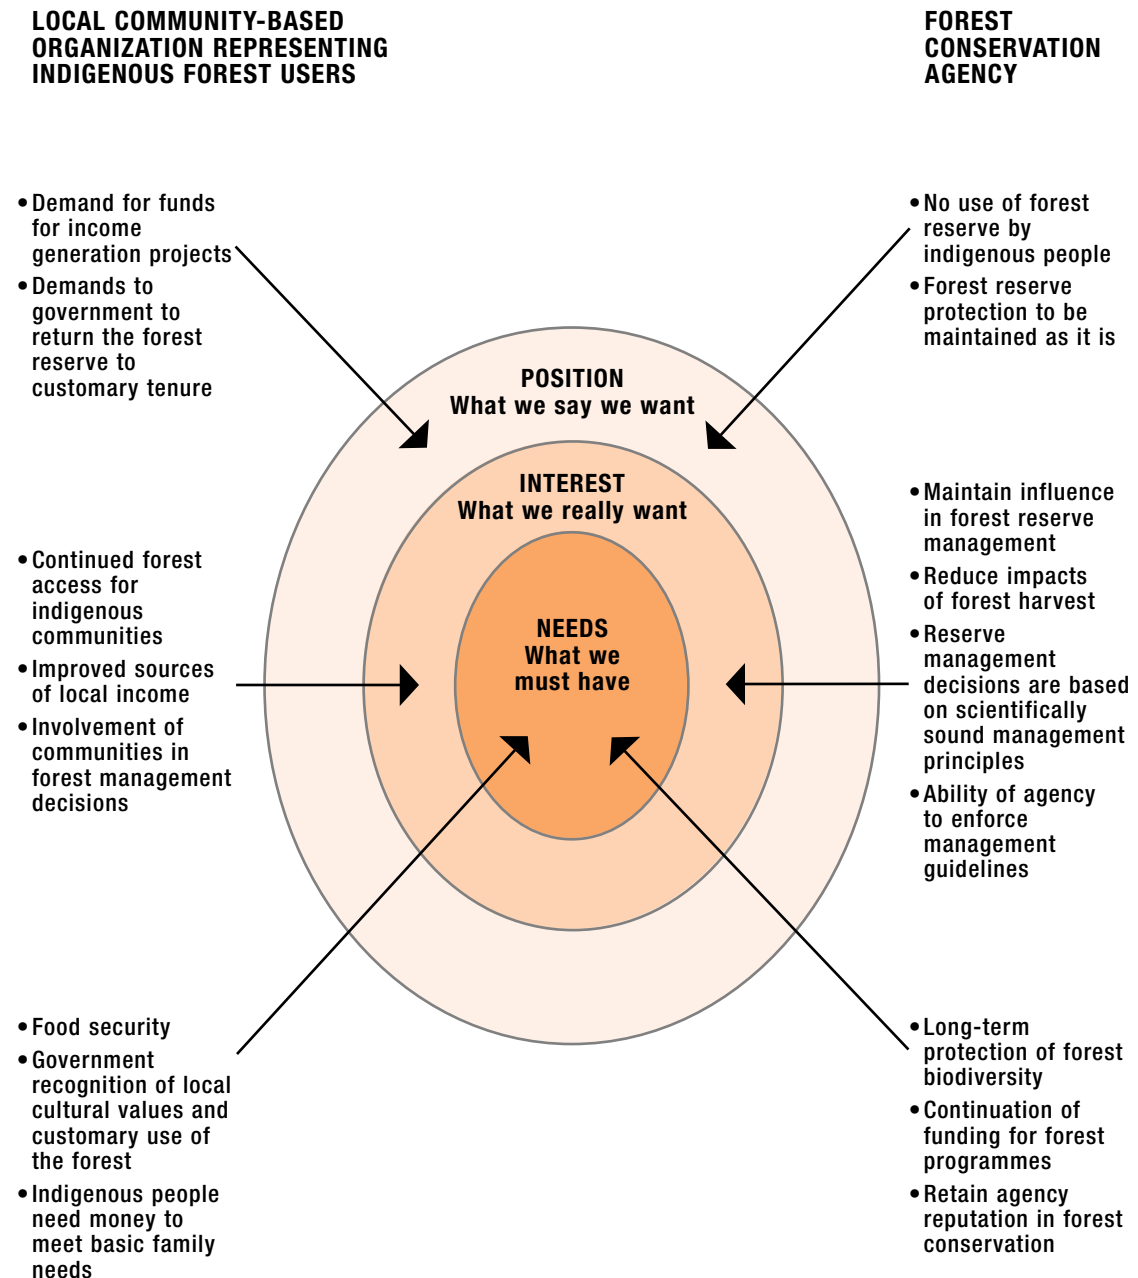 LOCAL COMMUNITY-BASED
ORGANIZATION REPRESENTING
INDIGENOUS FOREST USERS
FOREST
CONSERVATION
AGENCY
• Demand for funds
for income
generation projects
• Demands to
government to
return the forest
reserve to
customary tenure
• No use of forest
reserve by
indigenous people
• Forest reserve
protection to be
maintained as it is
POSITION
What we say we want
INTEREST
What we really want
NEEDS
What we
must have
• Continued forest
access for
indigenous
communities
• Improved sources
of local income
• Involvement of
communities in
forest management
decisions
• Maintain influence
in forest reserve
management
• Reduce impacts
of forest harvest
• Reserve
management
decisions are based
on scientifically
sound management
principles
• Ability of agency
to enforce
management
guidelines
• Food security
• Government
recognition of local
cultural values and
customary use of
the forest
• Indigenous people
need money to
meet basic family
needs
• Long-term
protection of forest
biodiversity
• Continuation of
funding for forest
programmes
• Retain agency
reputation in forest
conservation